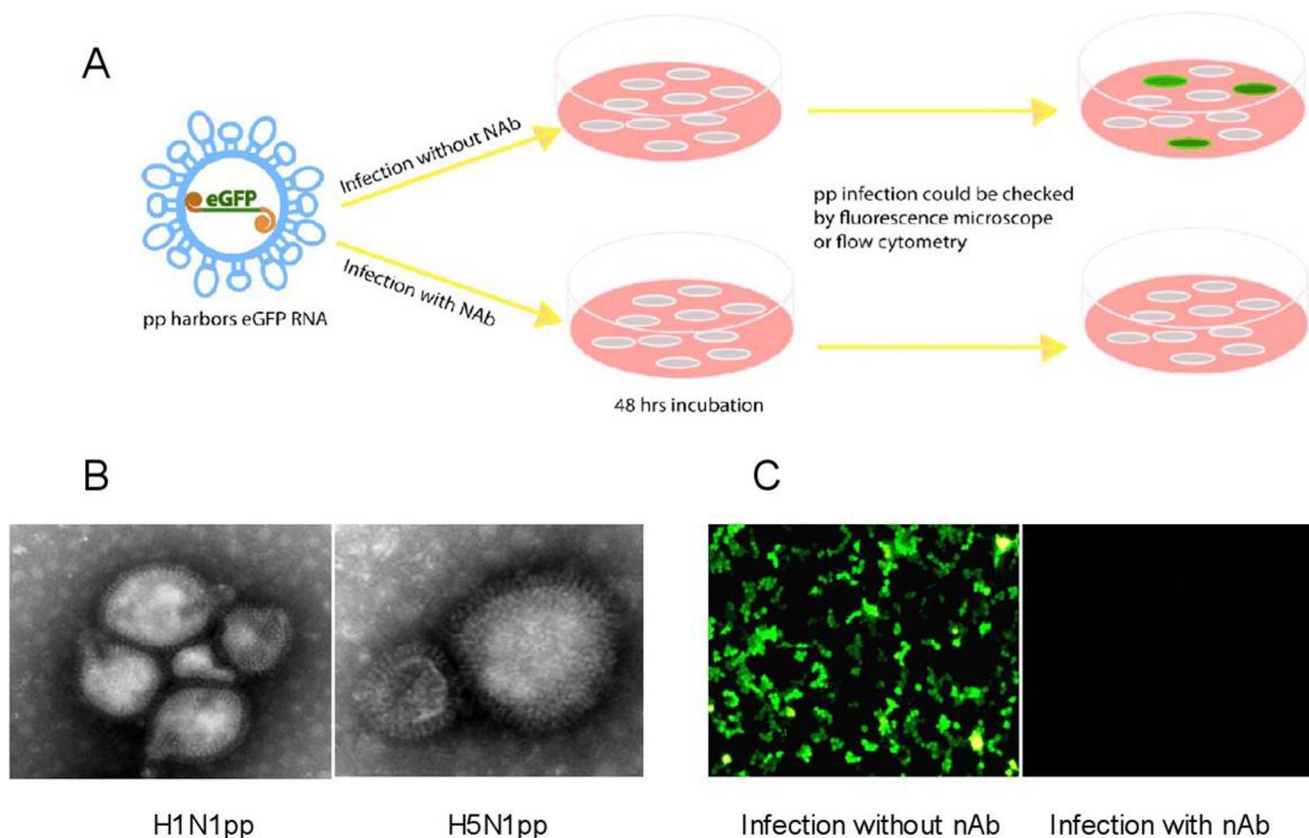 A
eGFP
pp harbors eGFP RNA
Infection without NAb
Infection with NAb
48 hrs incubation
pp infection could be checked
by fluorescence microscope
or flow cytometry
B
C
H1N1pp
H5N1pp
Infection without nAb
Infection with nAb